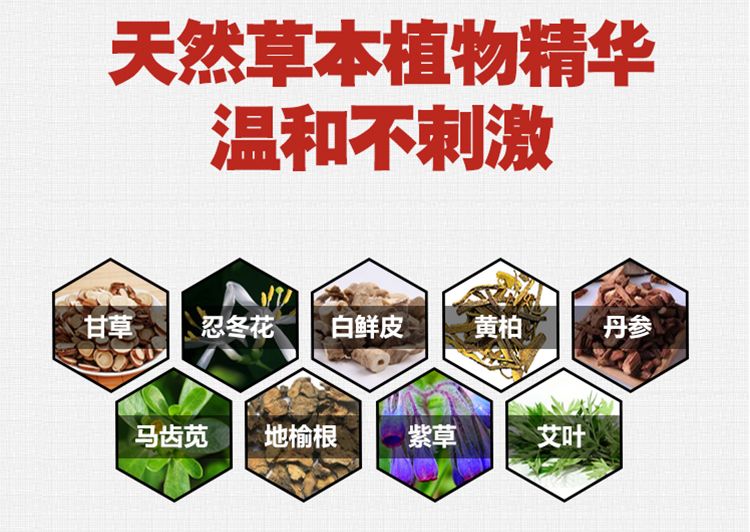 天然草本植物精华
温和不刺激
甘草
忍冬花
白鲜皮
黄柏
丹参
马齿苋
地榆根
紫草
艾叶